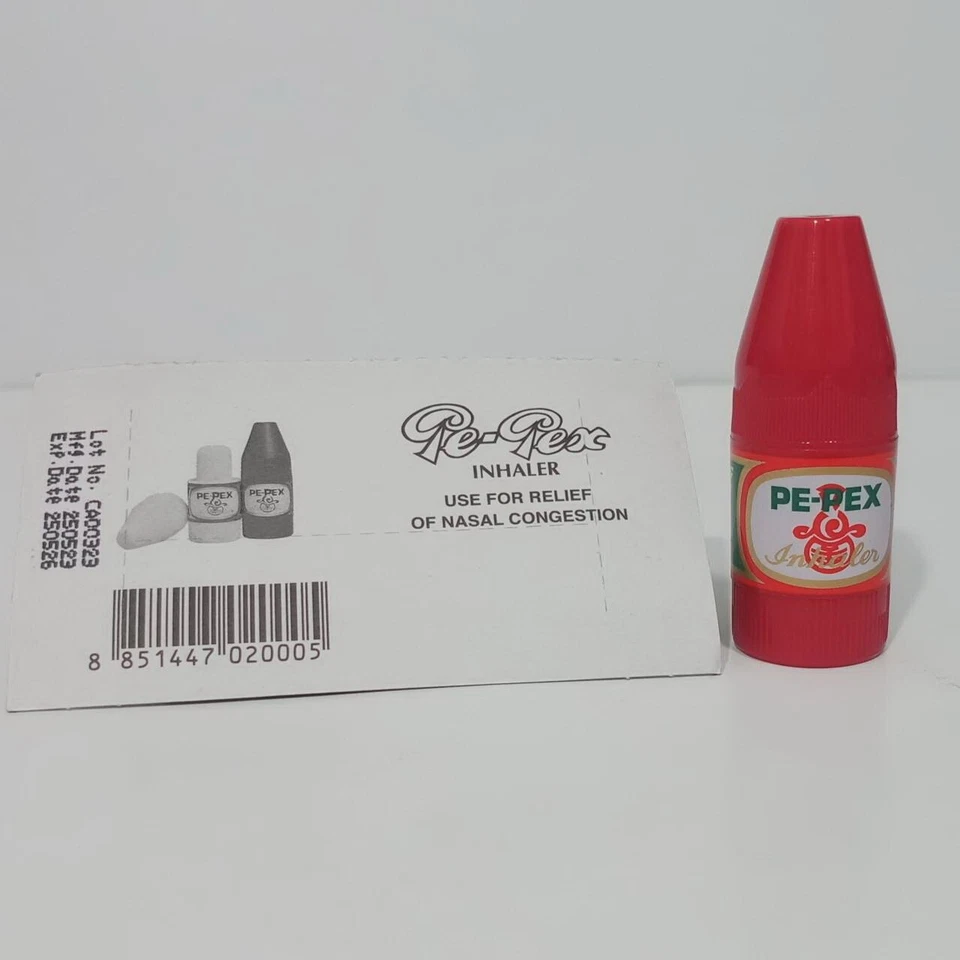 Lot No. CA00323
Mfg.Date 250523
Exp.Date 250526
PE-PEX
PE-PEX
Pe-Pex
INHALER
USE FOR RELIEF
OF NASAL CONGESTION
8 851447 020005
PE-PEX
Inhaler